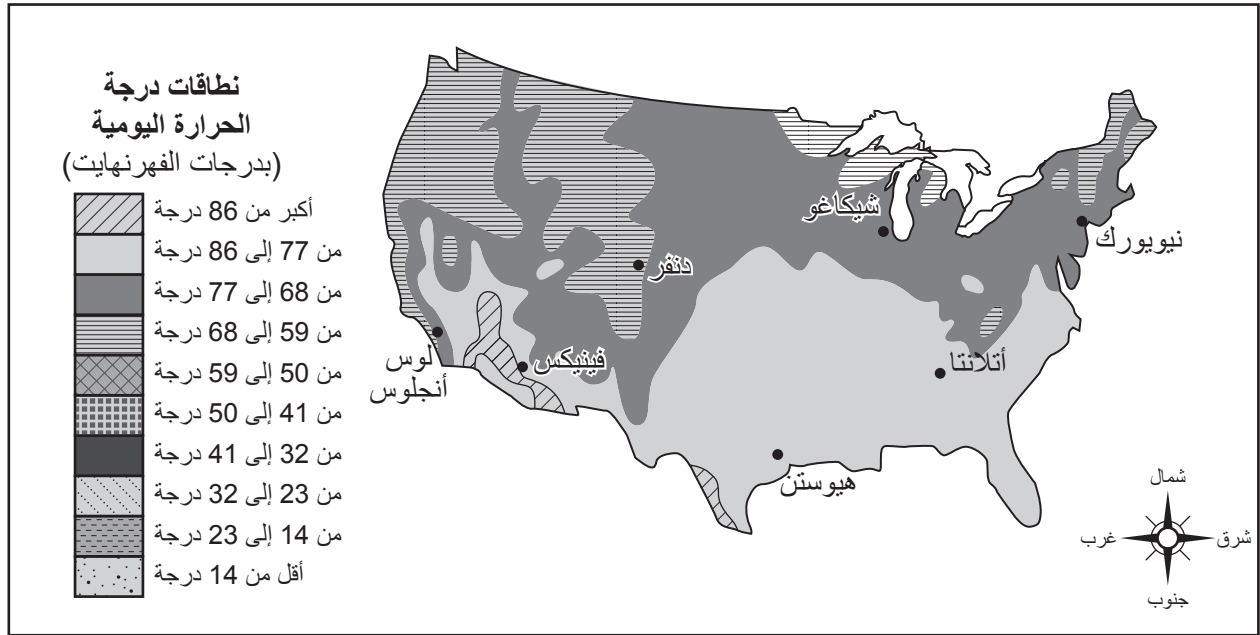 نطاقات درجة
الحرارة اليومية
(بدرجات الفهرنهايت)
أكبر من 86 درجة
من 77 إلى 86 درجة
من 68 إلى 77 درجة
من 59 إلى 68 درجة
من 50 إلى 59 درجة
من 41 إلى 50 درجة
من 32 إلى 41 درجة
من 23 إلى 32 درجة
من 14 إلى 23 درجة
أقل من 14 درجة
شيكاغو
نيويورك
دنفر
لوس
أنجلوس
فينيكس
أتلانتا
هيوستن
شمال
شرق
غرب
جنوب